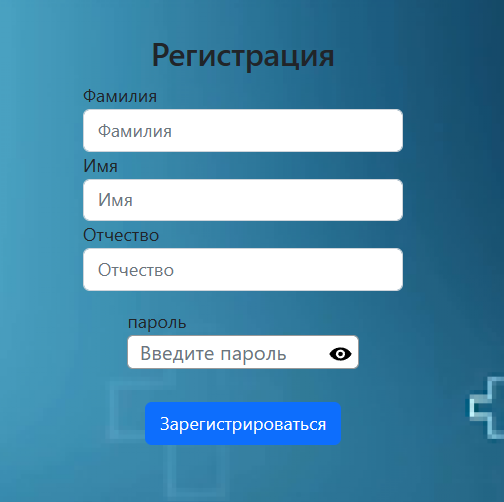 Регистрация
Фамилия
Фамилия
Имя
Имя
Отчество
Отчество
пароль
Введите пароль
Зарегистрироваться